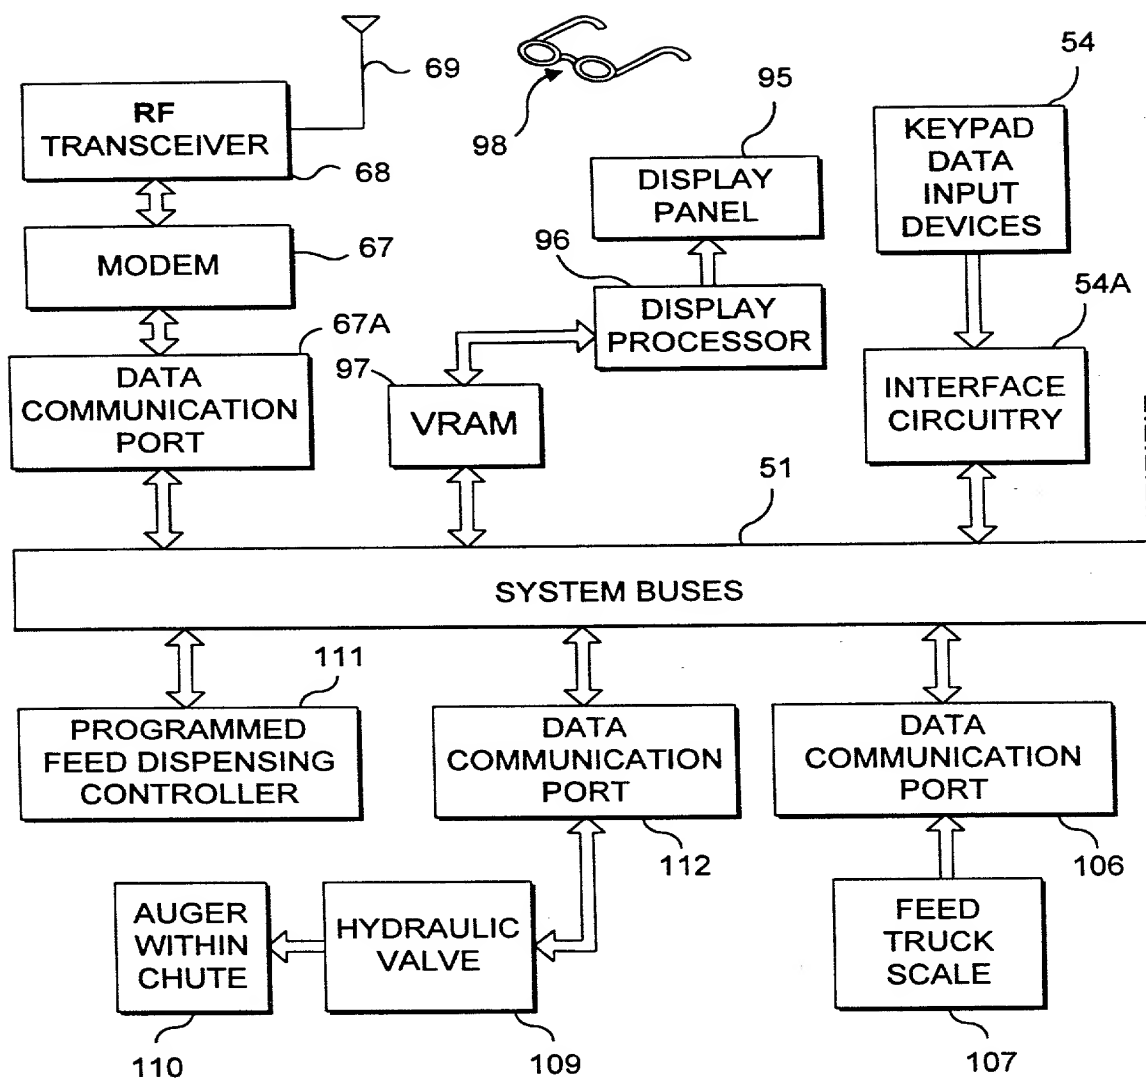 69
54
95
RF
TRANSCEIVER
68
98
KEYPAD
DATA
INPUT
DEVICES
DISPLAY
PANEL
MODEM
67
96
54A
DISPLAY
PROCESSOR
67A
97
DATA
COMMUNICATION
PORT
VRAM
INTERFACE
CIRCUITRY
51
SYSTEM BUSES
111
PROGRAMMED
FEED DISPENSING
CONTROLLER
DATA
COMMUNICATION
PORT
112
DATA
COMMUNICATION
PORT
106
AUGER
WITHIN
CHUTE
110
HYDRAULIC
VALVE
109
FEED
TRUCK
SCALE
107